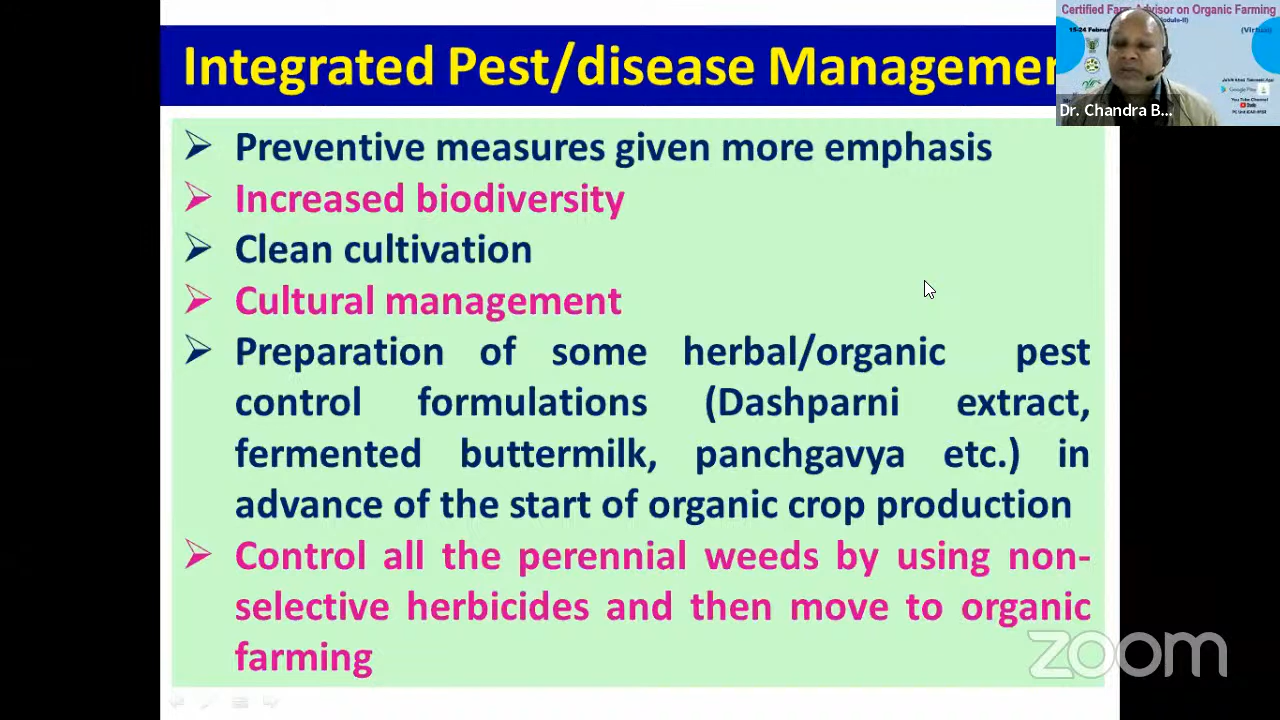 Integrated Pest/disease Managemen
Certified Farm Advisor on Organic Farming
(Virtual)
Dr. Chandra B...
Preventive measures given more emphasis
Increased biodiversity
Clean cultivation
Cultural management
Preparation of some herbal/organic pest
control formulations (Dashparni extract,
fermented buttermilk, panchgavya etc.) in
advance of the start of organic crop production
Control all the perennial weeds by using non-
selective herbicides and then move to organic
farming
zoom